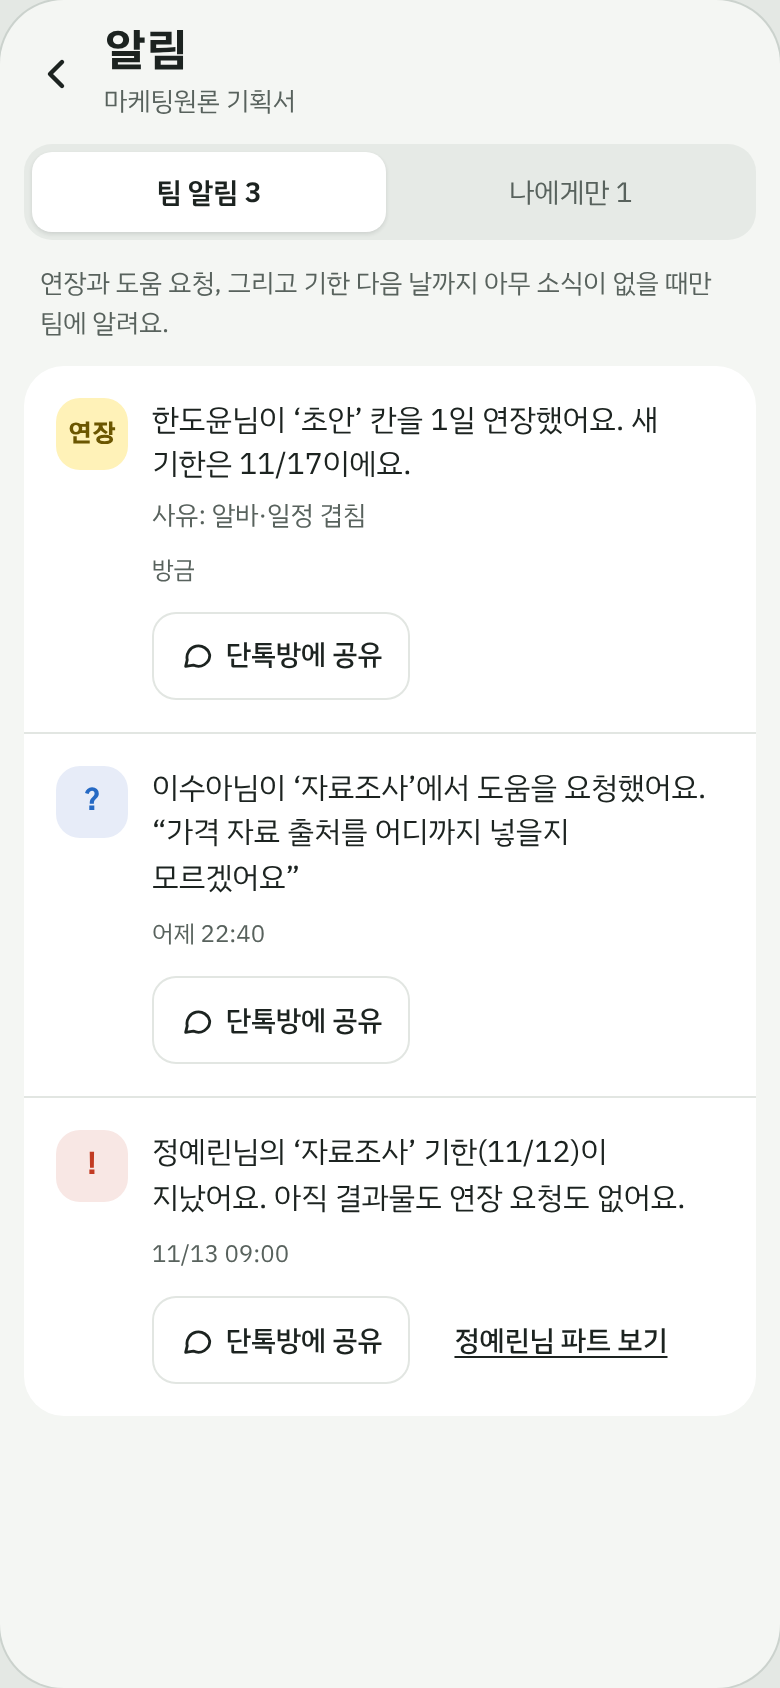 알림
마케팅원론 기획서
팀 알림 3
나에게만 1
연장과 도움 요청, 그리고 기한 다음 날까지 아무 소식이 없을 때만
팀에 알려요.
연장
한도윤님이 ‘초안’ 칸을 1일 연장했어요. 새
기한은 11/17이에요.
사유: 알바·일정 겹침
방금
단톡방에 공유
?
이수아님이 ‘자료조사’에서 도움을 요청했어요.
“가격 자료 출처를 어디까지 넣을지
모르겠어요”
어제 22:40
단톡방에 공유
!
정예린님의 ‘자료조사’ 기한(11/12)이
지났어요. 아직 결과물도 연장 요청도 없어요.
11/13 09:00
단톡방에 공유
정예린님 파트 보기